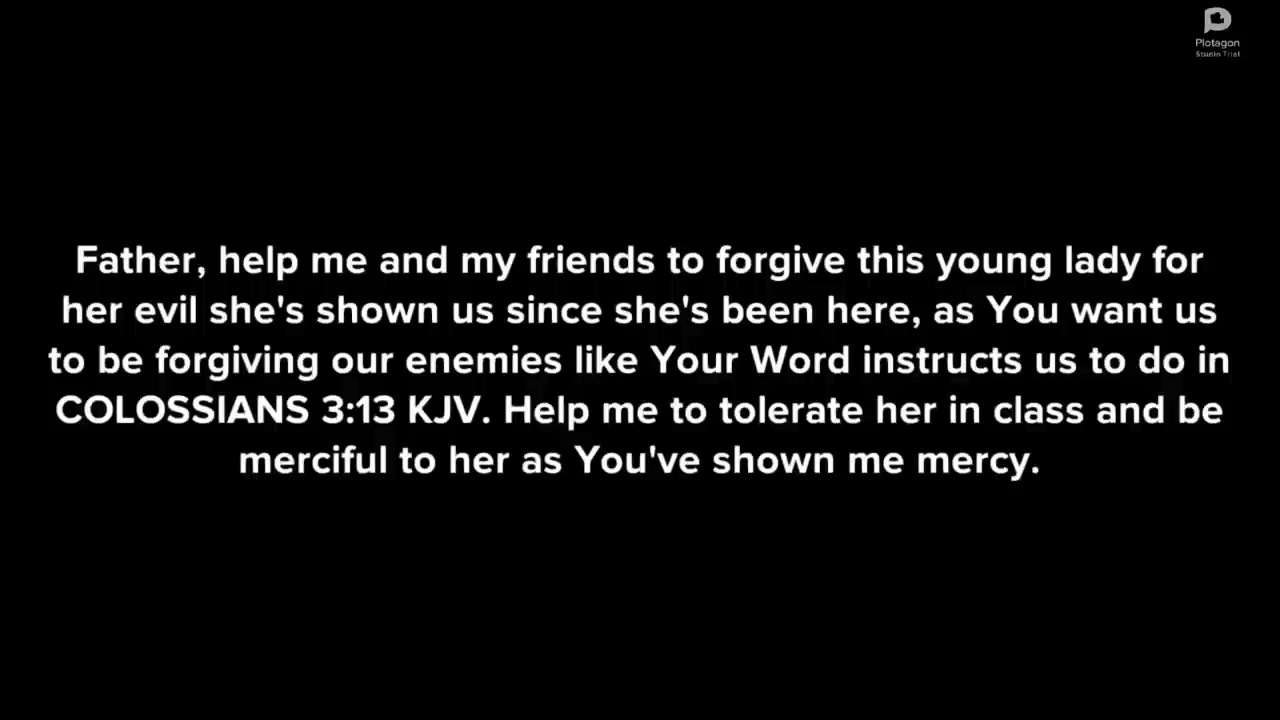 Plotagon
Studio Trial
Father, help me and my friends to forgive this young lady for
her evil she's shown us since she's been here, as You want us
to be forgiving our enemies like Your Word instructs us to do in
COLOSSIANS 3:13 KJV. Help me to tolerate her in class and be
merciful to her as You've shown me mercy.